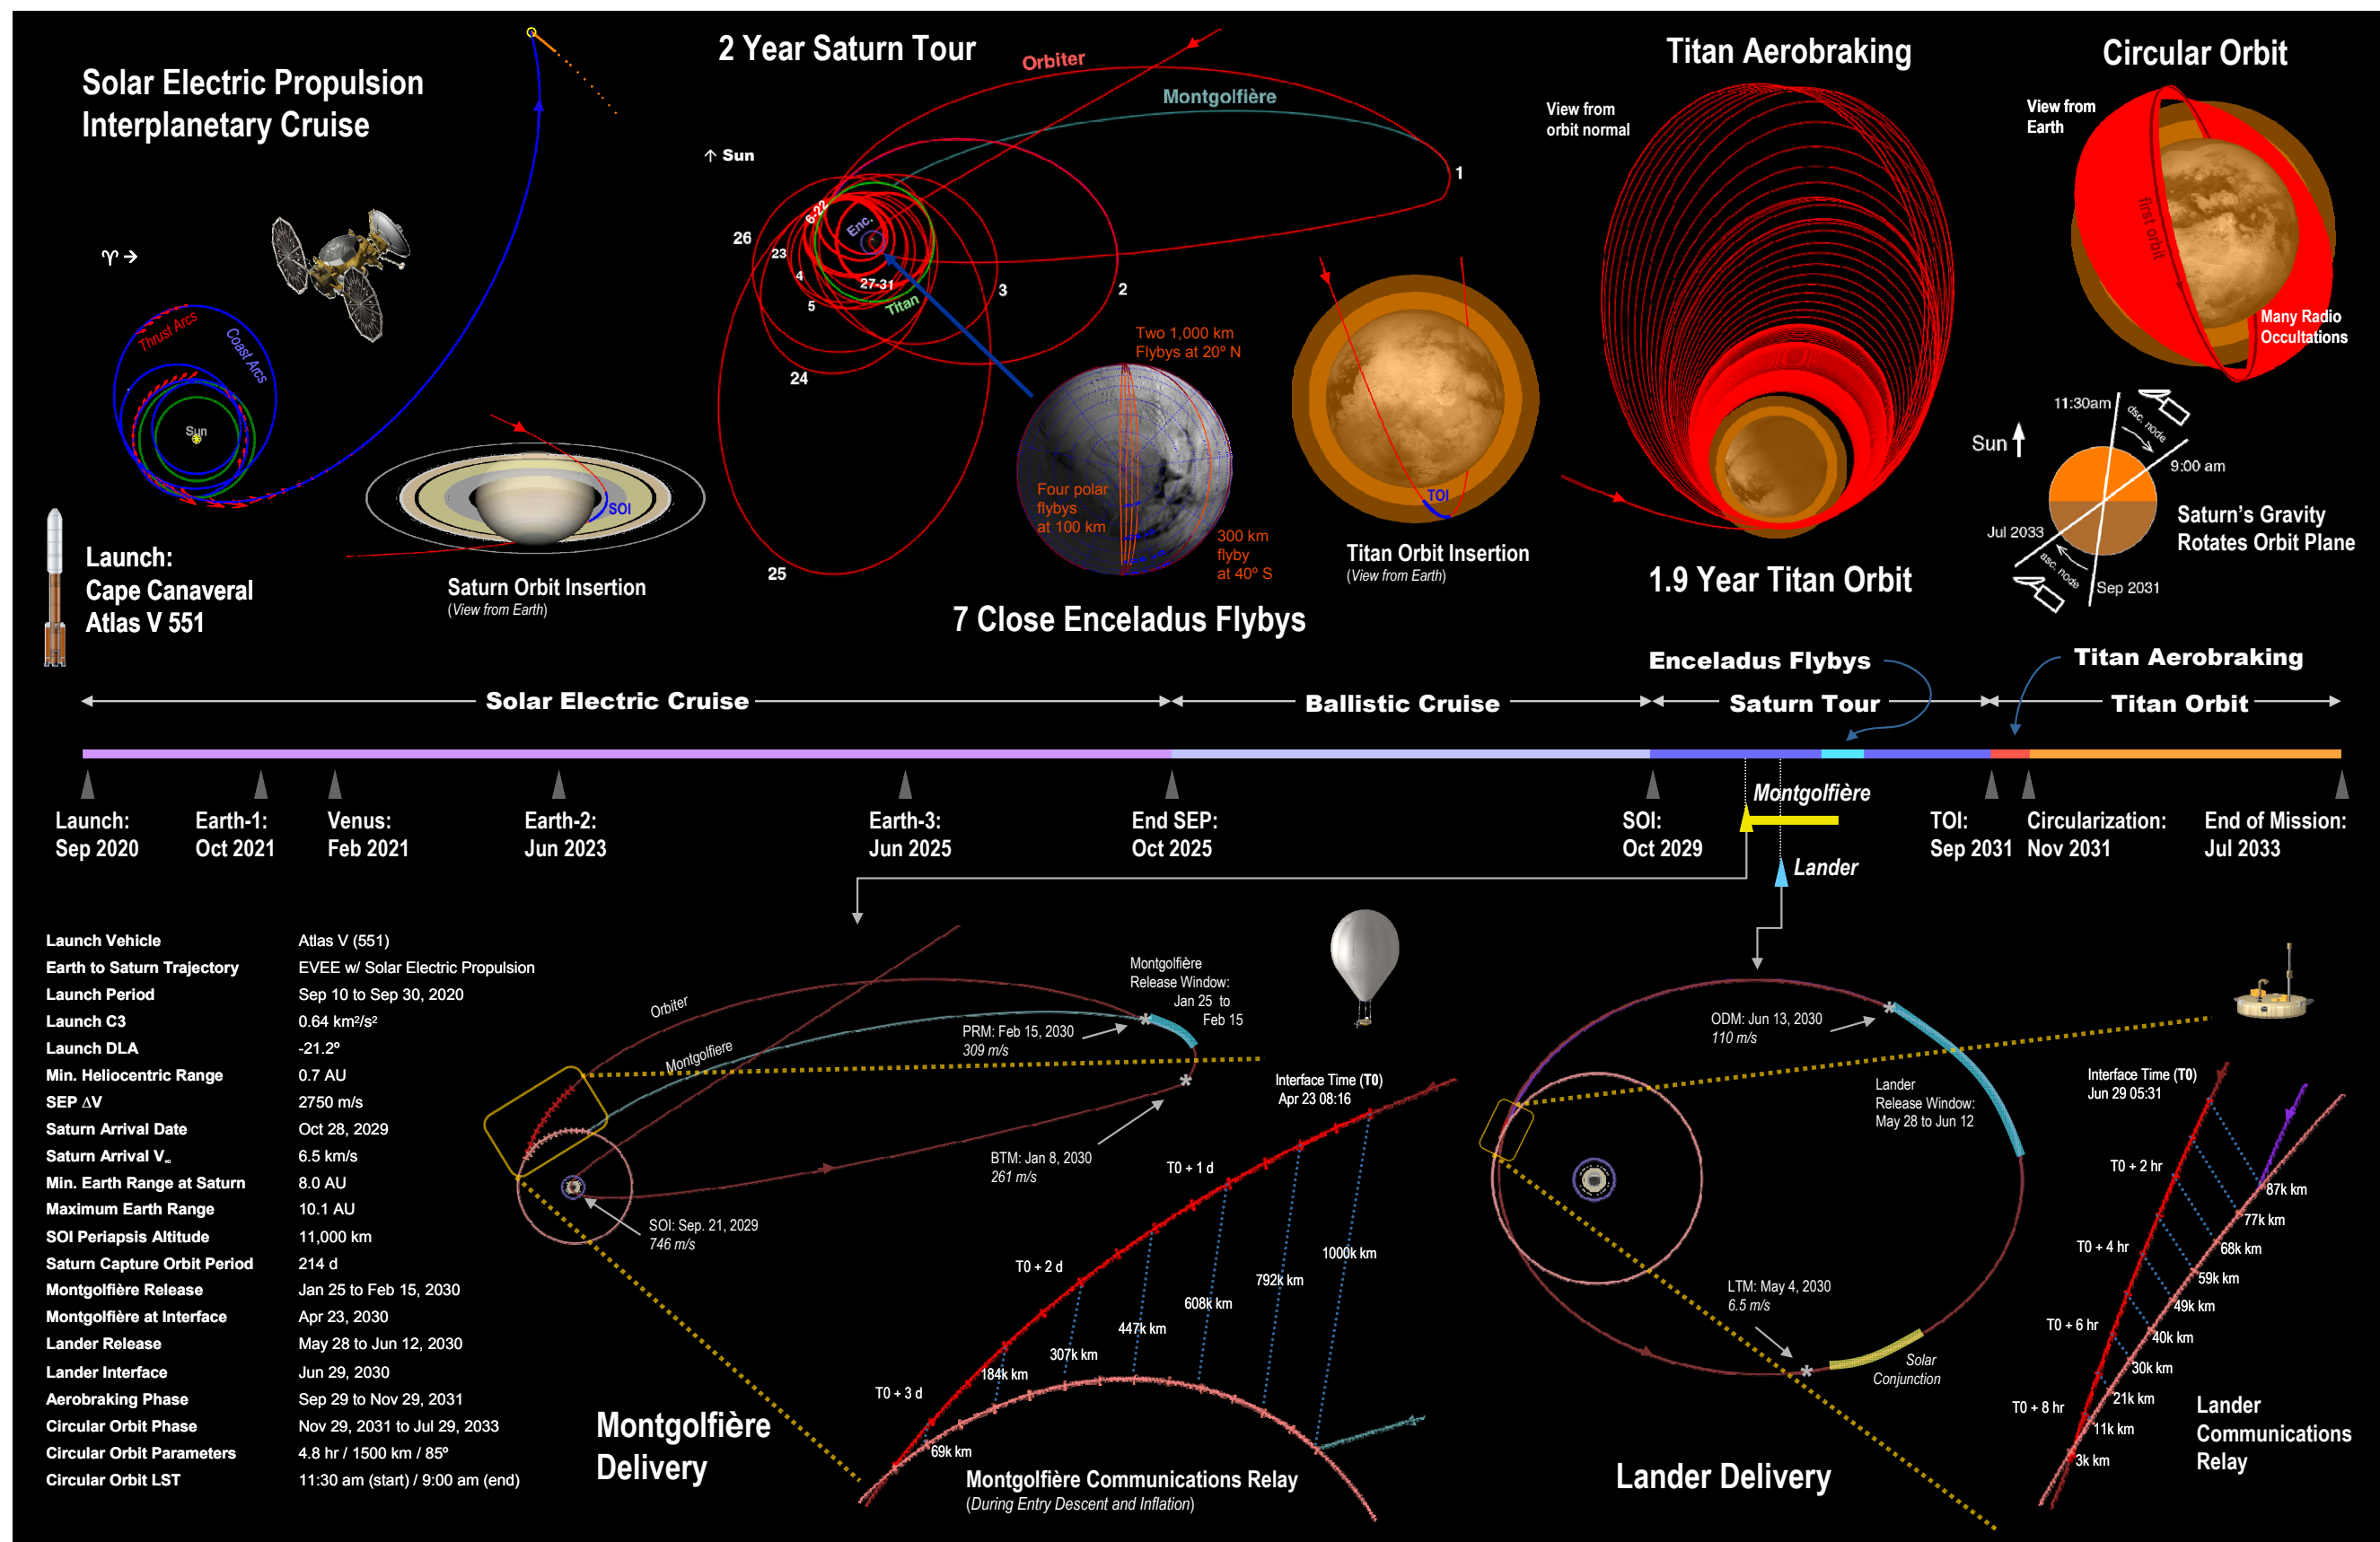 Solar Electric Propulsion
Interplanetary Cruise
♈→
Thrust Arcs
Coast Arcs
Sun
Launch:
Cape Canaveral
Atlas V 551
SOI
Saturn Orbit Insertion
(View from Earth)
2 Year Saturn Tour
Orbiter
Montgolfière
↑ Sun
1
6-22
Enc.
26
23
4
5
27-31
Titan
3
2
24
25
Two 1,000 km
Flybys at 20º N
Four polar
flybys
at 100 km
300 km
flyby
at 40º S
7 Close Enceladus Flybys
TOI
Titan Orbit Insertion
(View from Earth)
Titan Aerobraking
View from
orbit normal
1.9 Year Titan Orbit
Circular Orbit
View from
Earth
first orbit
Many Radio
Occultations
11:30am
dsc. node
Sun
9:00 am
Jul 2033
asc. node
Sep 2031
Saturn's Gravity
Rotates Orbit Plane
Enceladus Flybys
Titan Aerobraking
Solar Electric Cruise
Ballistic Cruise
Saturn Tour
Titan Orbit
Montgolfière
Lander
Launch:
Sep 2020
Earth-1:
Oct 2021
Venus:
Feb 2021
Earth-2:
Jun 2023
Earth-3:
Jun 2025
End SEP:
Oct 2025
SOI:
Oct 2029
TOI:
Sep 2031
Circularization:
Nov 2031
End of Mission:
Jul 2033
Launch Vehicle Atlas V (551)
Earth to Saturn Trajectory EVEE w/ Solar Electric Propulsion
Launch Period Sep 10 to Sep 30, 2020
Launch C3 0.64 km²/s²
Launch DLA -21.2º
Min. Heliocentric Range 0.7 AU
SEP ΔV 2750 m/s
Saturn Arrival Date Oct 28, 2029
Saturn Arrival V∞ 6.5 km/s
Min. Earth Range at Saturn 8.0 AU
Maximum Earth Range 10.1 AU
SOI Periapsis Altitude 11,000 km
Saturn Capture Orbit Period 214 d
Montgolfière Release Jan 25 to Feb 15, 2030
Montgolfière at Interface Apr 23, 2030
Lander Release May 28 to Jun 12, 2030
Lander Interface Jun 29, 2030
Aerobraking Phase Sep 29 to Nov 29, 2031
Circular Orbit Phase Nov 29, 2031 to Jul 29, 2033
Circular Orbit Parameters 4.8 hr / 1500 km / 85º
Circular Orbit LST 11:30 am (start) / 9:00 am (end)
Orbiter
Montgolfiere
Montgolfière
Release Window:
Jan 25 to
Feb 15
PRM: Feb 15, 2030
309 m/s
BTM: Jan 8, 2030
261 m/s
SOI: Sep. 21, 2029
746 m/s
Montgolfière
Delivery
Interface Time (T0)
Apr 23 08:16
T0 + 1 d
T0 + 2 d
T0 + 3 d
1000k km
792k km
608k km
447k km
307k km
184k km
69k km
Montgolfière Communications Relay
(During Entry Descent and Inflation)
ODM: Jun 13, 2030
110 m/s
Lander
Release Window:
May 28 to Jun 12
LTM: May 4, 2030
6.5 m/s
Solar
Conjunction
Lander Delivery
Interface Time (T0)
Jun 29 05:31
T0 + 2 hr
T0 + 4 hr
T0 + 6 hr
T0 + 8 hr
87k km
77k km
68k km
59k km
49k km
40k km
30k km
21k km
11k km
3k km
Lander
Communications
Relay